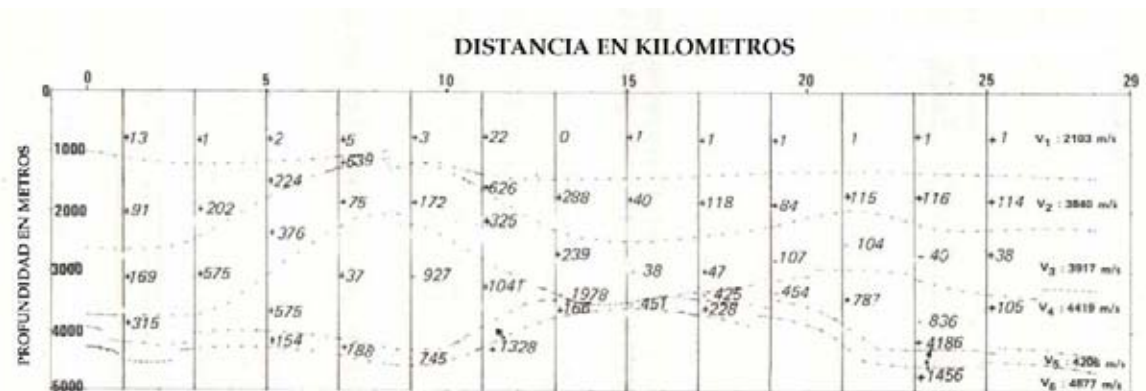 DISTANCIA EN KILOMETROS
0 5 10 15 20 25 29
PROFUNDIDAD EN METROS
0
+13 +1 +2 +5 +3 +22 0 +1 +1 +1 1 +1 +1 V₁ : 2103 m/s
1000
639
224 626
+91 +202 75 172 288 40 118 84 115 116 114 V₂ : 3840 m/s
2000
376 325
239 107 104 40 38
+169 +575 37 927 38 47 V₃ : 3917 m/s
3000
1041 1978 425 454 787
+315 575 166 451 228 836 105 V₄ : 4419 m/s
4000
154 188 745 1328 4186 V₅ : 4206 m/s
1456 V₆ : 4877 m/s
5000